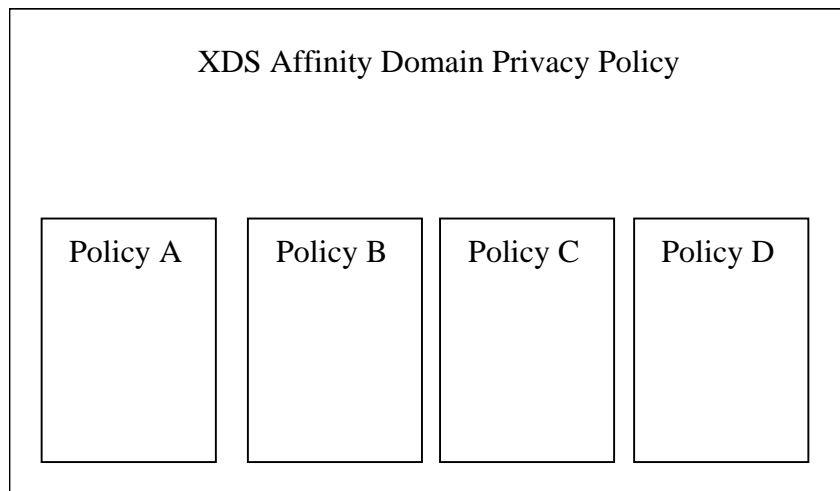 XDS Affinity Domain Privacy Policy
Policy A
Policy B
Policy C
Policy D